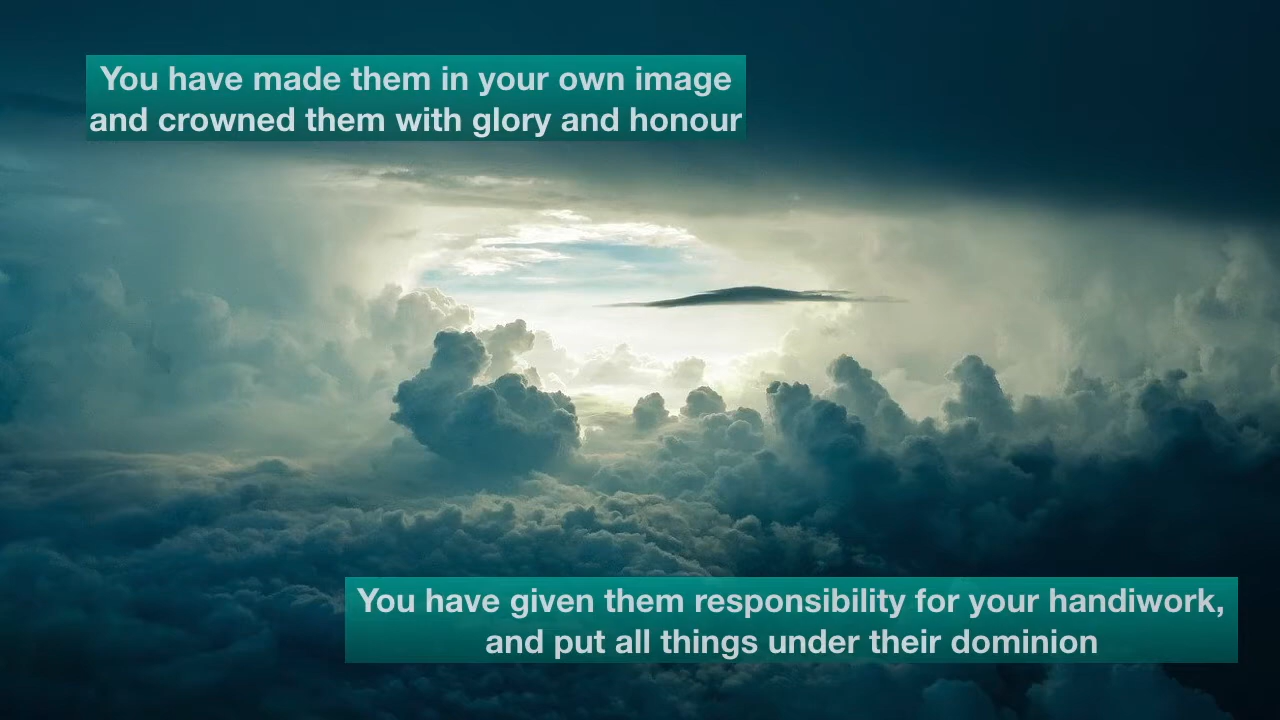 You have made them in your own image
and crowned them with glory and honour
You have given them responsibility for your handiwork,
and put all things under their dominion